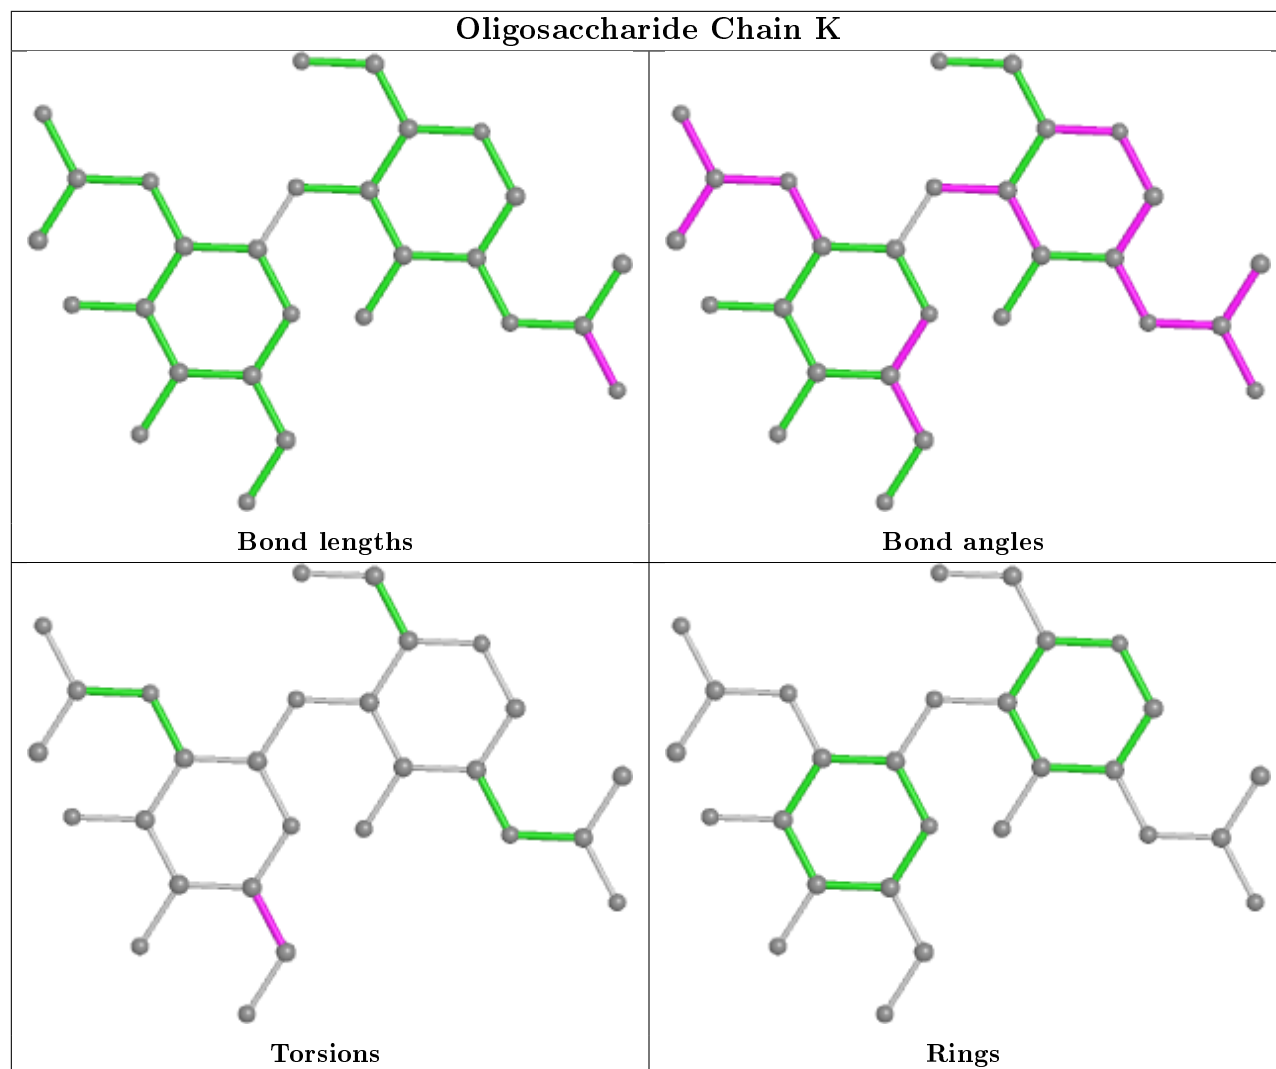 Oligosaccharide Chain K
Bond lengths
Bond angles
Torsions
Rings